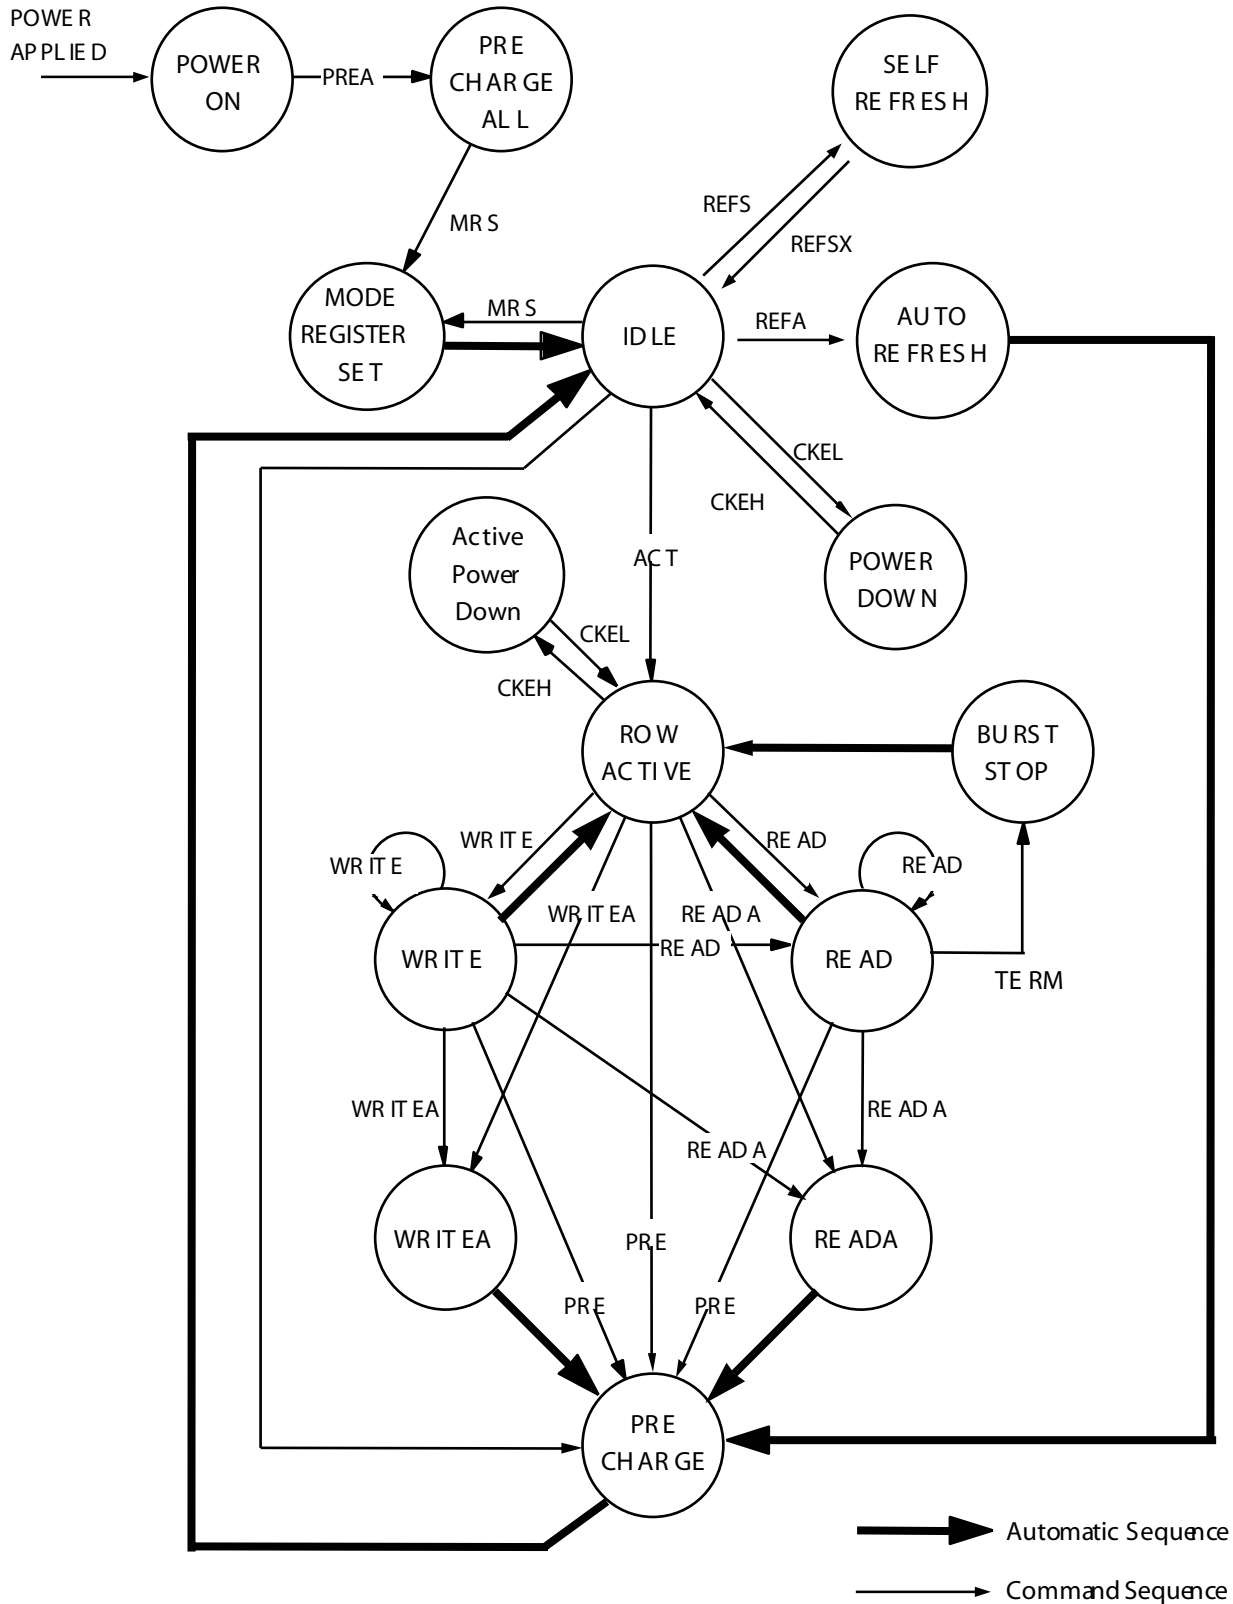 POWER
APPLIED
POWER
ON
PREA
PRE
CHARGE
ALL
SELF
REFRESH
MRS
REFS
REFSX
MODE
REGISTER
SET
MRS
IDLE
REFA
AUTO
REFRESH
CKEL
CKEH
Active
Power
Down
ACT
POWER
DOWN
CKEL
CKEH
ROW
ACTIVE
BURST
STOP
WRITE
WRITE
READ
READ
WRITEA
READA
WRITE
READ
READ
TERM
WRITEA
READA
READA
WRITEA
PRE
READA
PRE
PRE
PRE
CHARGE
Automatic Sequence
Command Sequence